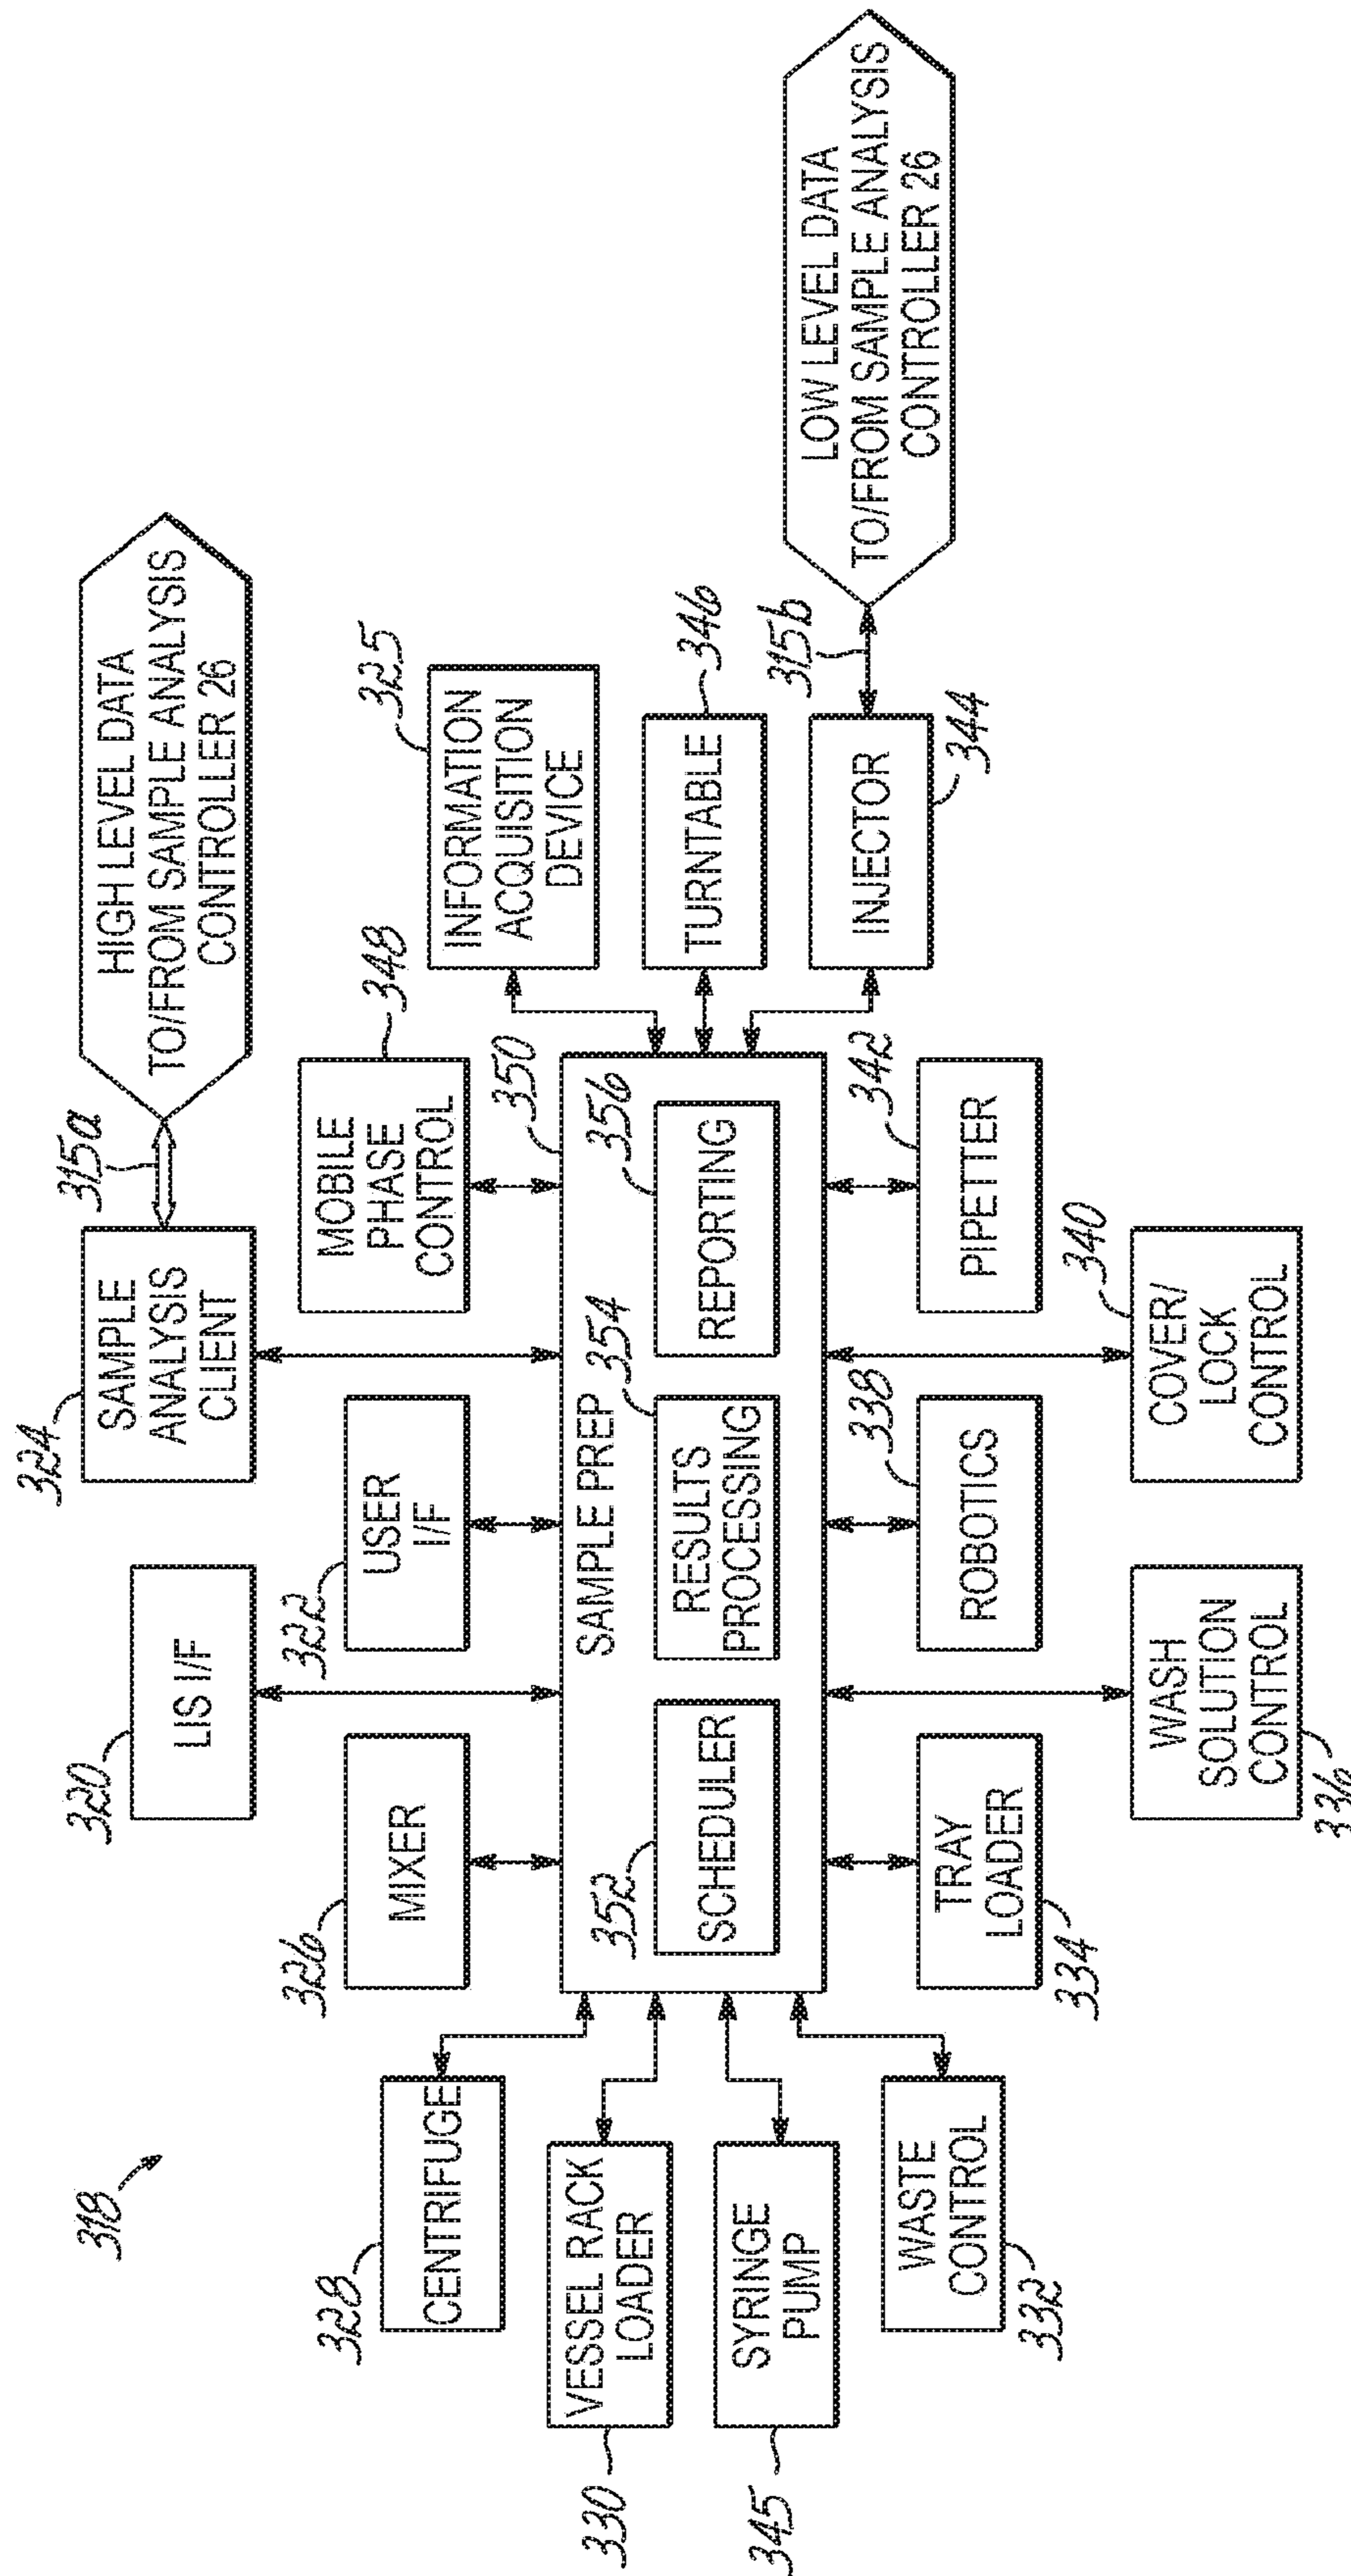 318
HIGH LEVEL DATA
TO/FROM SAMPLE ANALYSIS
CONTROLLER 26
315a
324
SAMPLE
ANALYSIS
CLIENT
320
LIS I/F
348
MOBILE
PHASE
CONTROL
322
USER
I/F
326
MIXER
328
CENTRIFUGE
330
VESSEL RACK
LOADER
345
SYRINGE
PUMP
332
WASTE
CONTROL
350
SAMPLE PREP
352
SCHEDULER
354
RESULTS
PROCESSING
356
REPORTING
325
INFORMATION
ACQUISITION
DEVICE
346
TURNTABLE
344
INJECTOR
315b
LOW LEVEL DATA
TO/FROM SAMPLE ANALYSIS
CONTROLLER 26
334
TRAY
LOADER
336
WASH
SOLUTION
CONTROL
338
ROBOTICS
340
COVER/
LOCK
CONTROL
342
PIPETTER